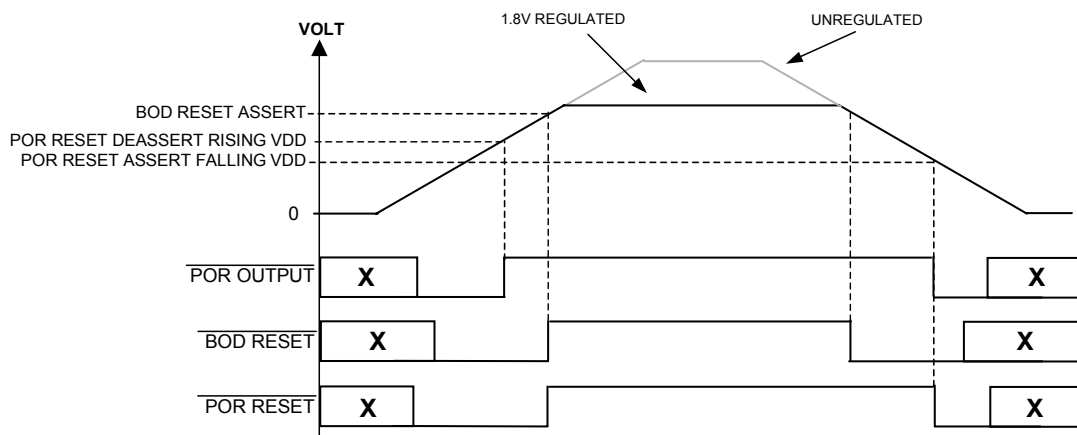 1.8V REGULATED
UNREGULATED
VOLT
BOD RESET ASSERT
POR RESET DEASSERT RISING VDD
POR RESET ASSERT FALLING VDD
0
POR OUTPUT
X
X
BOD RESET
X
X
POR RESET
X
X